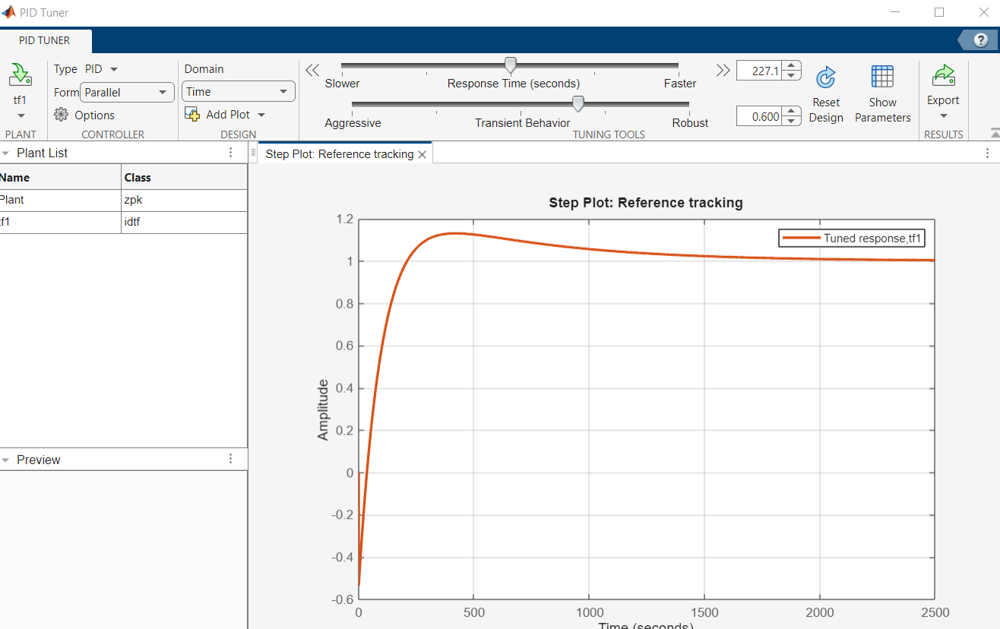 PID Tuner
PID TUNER
tf1
PLANT
Type PID
Form Parallel
Options
CONTROLLER
Domain
Time
Add Plot
DESIGN
Slower Response Time (seconds) Faster
227.1
Aggressive Transient Behavior Robust
0.600
TUNING TOOLS
Reset
Design
Show
Parameters
Export
RESULTS
Plant List
Name Class
Plant zpk
tf1 idtf
Preview
Step Plot: Reference tracking
Step Plot: Reference tracking
Tuned response,tf1
Amplitude
1.2
1
0.8
0.6
0.4
0.2
0
-0.2
-0.4
-0.6
0 500 1000 1500 2000 2500
Time (seconds)